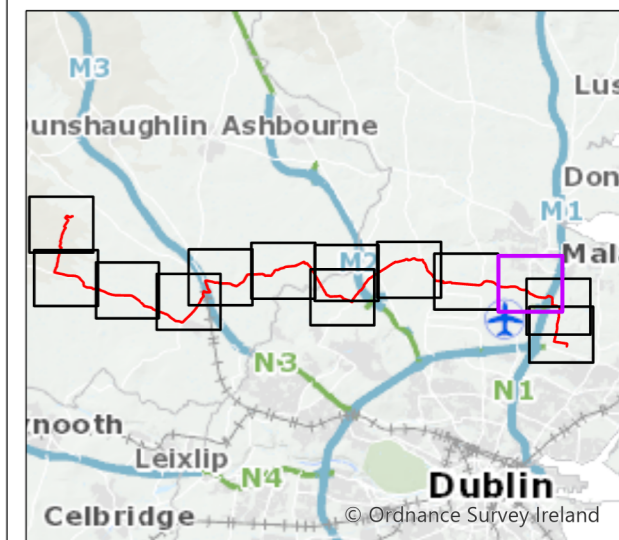 M3
Lus
unshaughlin Ashbourne
Don
M1
M2
Mala
N3
N1
ynooth
Leixlip
N4
Dublin
Celbridge
© Ordnance Survey Ireland